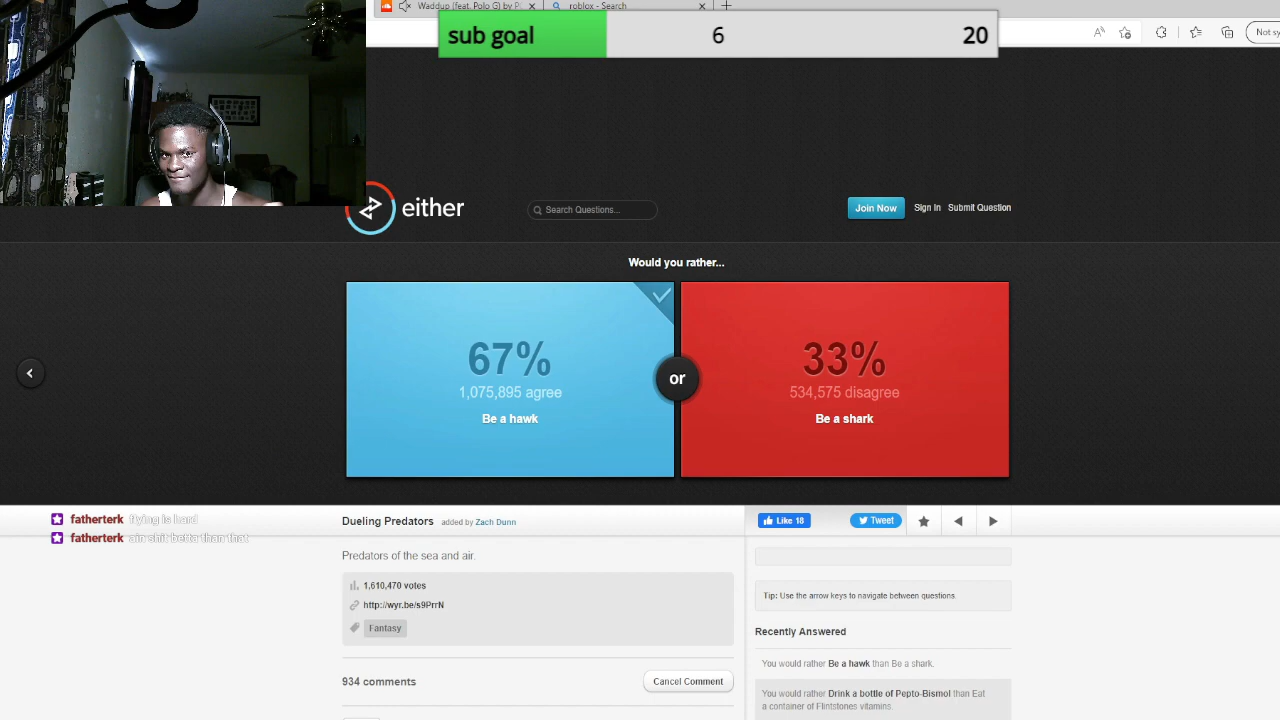 Waddup (feat. Polo G) by P
roblox - Search
sub goal 6 20
Not sy
either
Search Questions...
Join Now Sign In Submit Question
Would you rather...
67%
1,075,895 agree
Be a hawk
or
33%
534,575 disagree
Be a shark
fatherterk flying is hard
fatherterk ain shit betta than that
Dueling Predators added by Zach Dunn
Like 18
Tweet
Predators of the sea and air.
1,610,470 votes
http://wyr.be/s9PrrN
Fantasy
Tip: Use the arrow keys to navigate between questions.
Recently Answered
You would rather Be a hawk than Be a shark.
You would rather Drink a bottle of Pepto-Bismol than Eat
a container of Flintstones vitamins.
934 comments
Cancel Comment